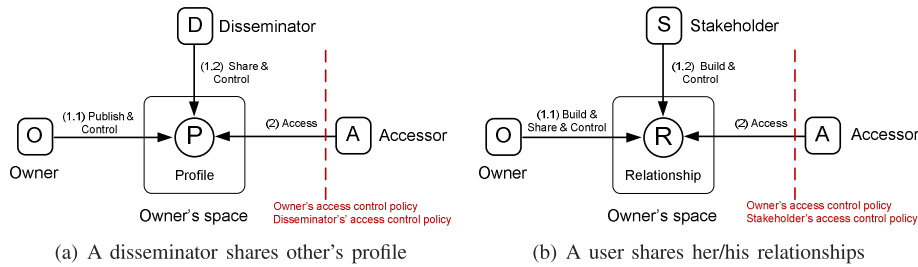 D Disseminator
(1.2) Share &
Control
(1.1) Publish &
Control
O
Owner
P
Profile
(2) Access
A Accessor
Owner's space
Owner's access control policy
Disseminator's' access control policy
(a) A disseminator shares other's profile
S Stakeholder
(1.2) Build &
Control
(1.1) Build &
Share & Control
O
Owner
R
Relationship
(2) Access
A Accessor
Owner's space
Owner's access control policy
Stakeholder's access control policy
(b) A user shares her/his relationships